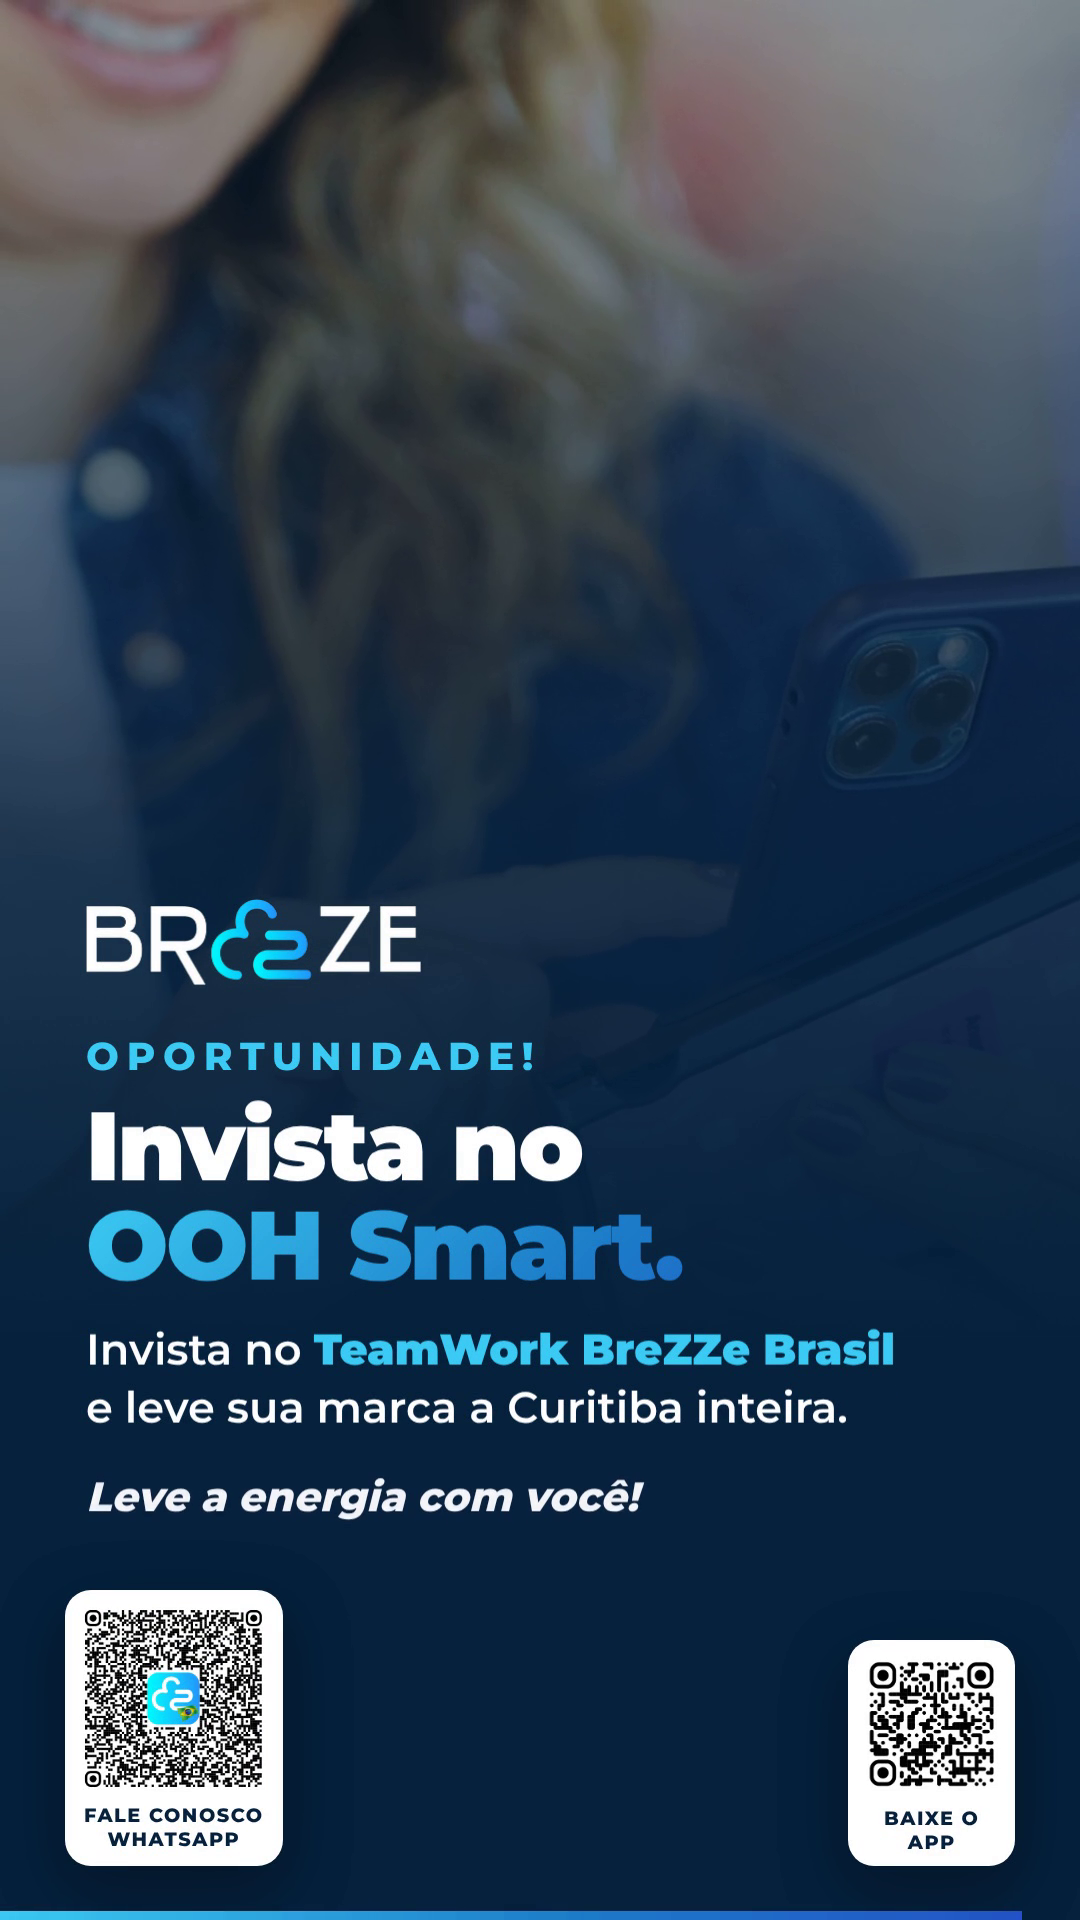 BREZE
OPORTUNIDADE!
Invista no
OOH Smart.
Invista no TeamWork BreZZe Brasil
e leve sua marca a Curitiba inteira.
Leve a energia com você!
FALE CONOSCO
WHATSAPP
BAIXE O
APP